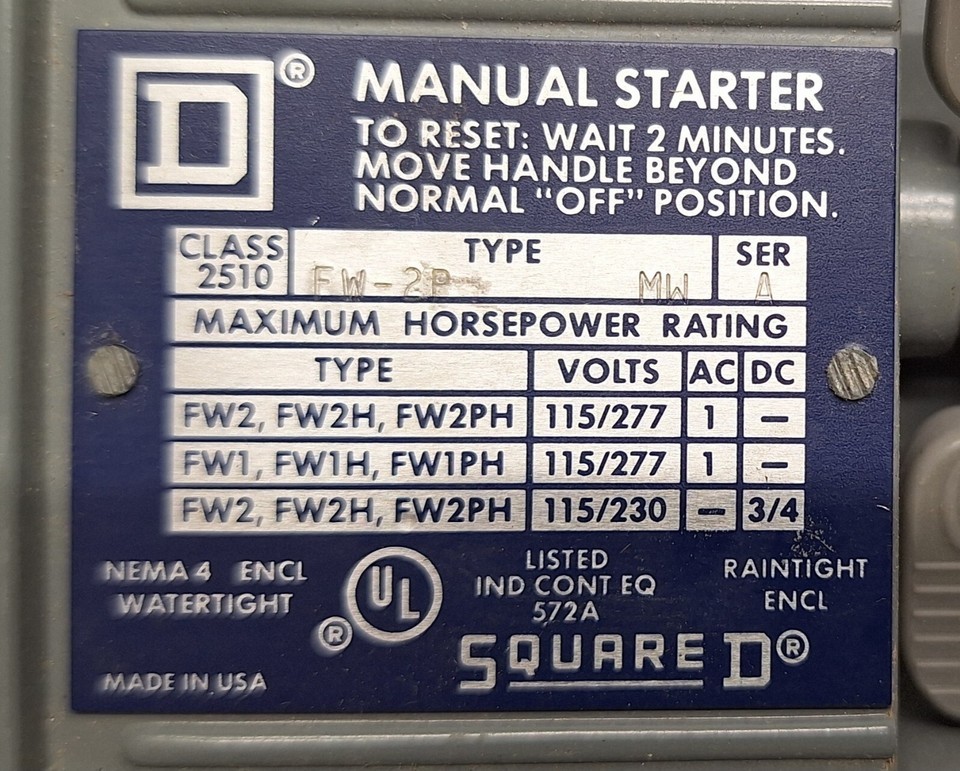 D® MANUAL STARTER
TO RESET: WAIT 2 MINUTES.
MOVE HANDLE BEYOND
NORMAL “OFF” POSITION.
CLASS TYPE SER
2510 FW-2P MW A
MAXIMUM HORSEPOWER RATING
TYPE VOLTS AC DC
FW2, FW2H, FW2PH 115/277 1 —
FW1, FW1H, FW1PH 115/277 1 —
FW2, FW2H, FW2PH 115/230 — 3/4
NEMA 4 ENCL
WATERTIGHT
UL®
LISTED
IND CONT EQ
572A
RAINTIGHT
ENCL
MADE IN USA
SQUARE D®